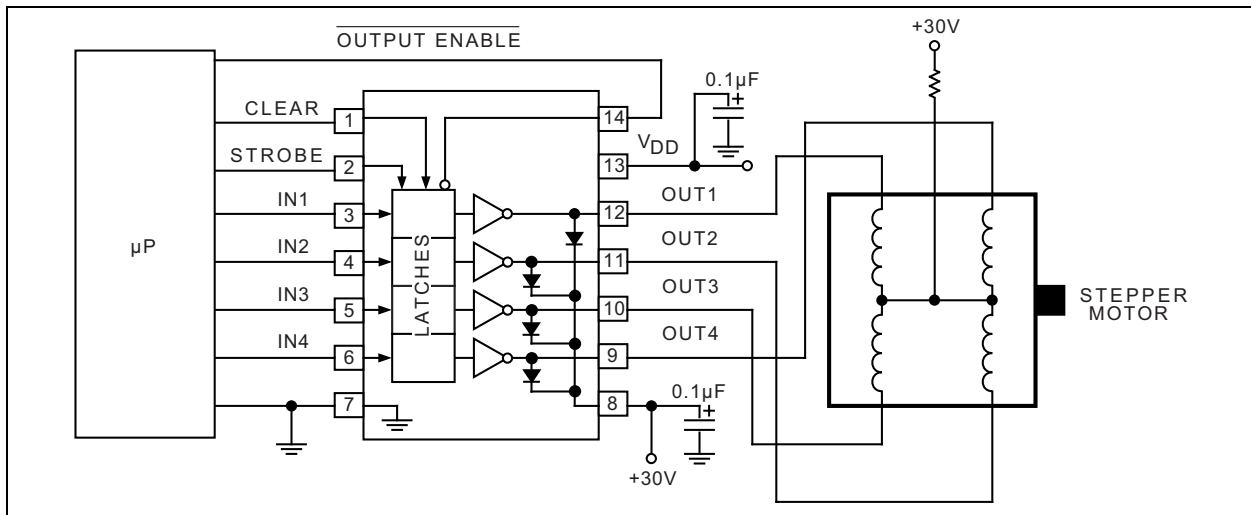 OUTPUT ENABLE
+30V
0.1µF
+
CLEAR
1
14
VDD
STROBE
2
13
OUT1
IN1
3
12
OUT2
µP
IN2
4
LATCHES
11
OUT3
IN3
5
10
STEPPER
MOTOR
OUT4
IN4
6
9
0.1µF
+
7
8
+30V